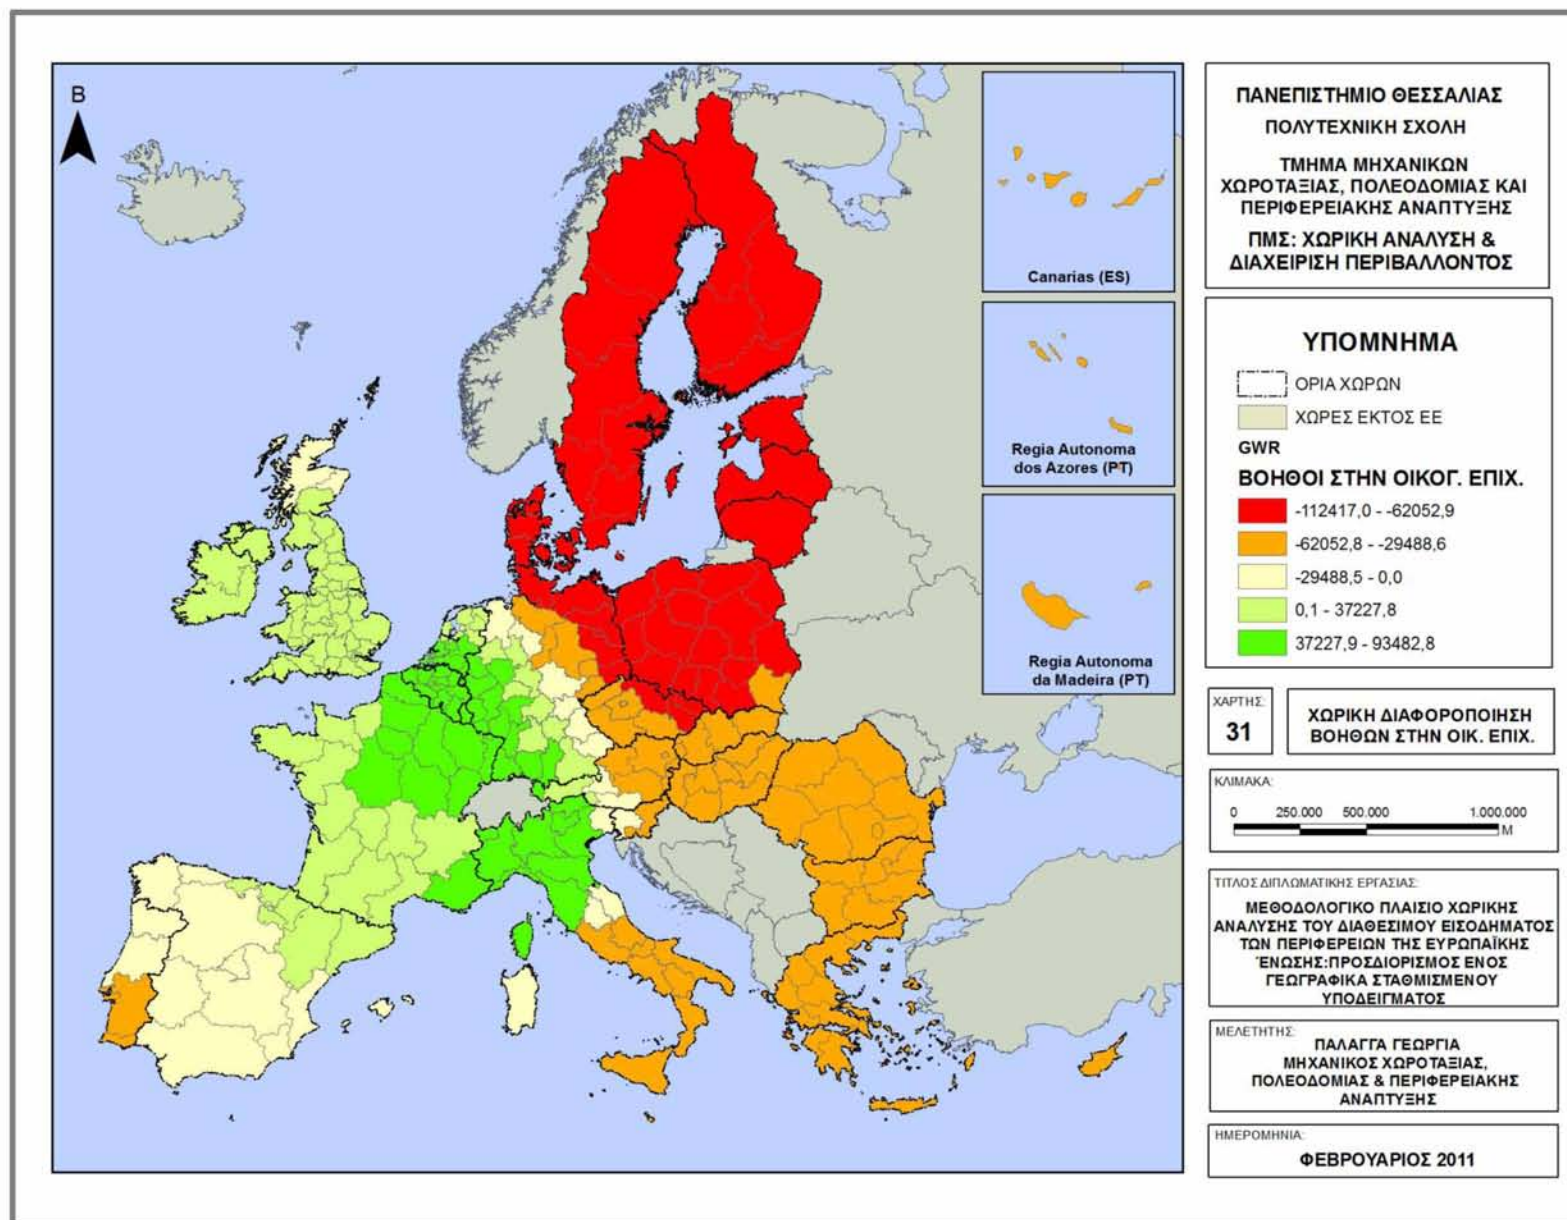 B
Canarias (ES)
Regia Autonoma
dos Azores (PT)
Regia Autonoma
da Madeira (PT)
ΠΑΝΕΠΙΣΤΗΜΙΟ ΘΕΣΣΑΛΙΑΣ
ΠΟΛΥΤΕΧΝΙΚΗ ΣΧΟΛΗ
ΤΜΗΜΑ ΜΗΧΑΝΙΚΩΝ
ΧΩΡΟΤΑΞΙΑΣ, ΠΟΛΕΟΔΟΜΙΑΣ ΚΑΙ
ΠΕΡΙΦΕΡΕΙΑΚΗΣ ΑΝΑΠΤΥΞΗΣ
ΠΜΣ: ΧΩΡΙΚΗ ΑΝΑΛΥΣΗ &
ΔΙΑΧΕΙΡΙΣΗ ΠΕΡΙΒΑΛΛΟΝΤΟΣ
ΥΠΟΜΝΗΜΑ
ΟΡΙΑ ΧΩΡΩΝ
ΧΩΡΕΣ ΕΚΤΟΣ ΕΕ
GWR
ΒΟΗΘΟΙ ΣΤΗΝ ΟΙΚΟΓ. ΕΠΙΧ.
-112417,0 - -62052,9
-62052,8 - -29488,6
-29488,5 - 0,0
0,1 - 37227,8
37227,9 - 93482,8
ΧΑΡΤΗΣ:
31
ΧΩΡΙΚΗ ΔΙΑΦΟΡΟΠΟΙΗΣΗ
ΒΟΗΘΩΝ ΣΤΗΝ ΟΙΚ. ΕΠΙΧ.
ΚΛΙΜΑΚΑ:
0 250.000 500.000 1.000.000
M
ΤΙΤΛΟΣ ΔΙΠΛΩΜΑΤΙΚΗΣ ΕΡΓΑΣΙΑΣ:
ΜΕΘΟΔΟΛΟΓΙΚΟ ΠΛΑΙΣΙΟ ΧΩΡΙΚΗΣ
ΑΝΑΛΥΣΗΣ ΤΟΥ ΔΙΑΘΕΣΙΜΟΥ ΕΙΣΟΔΗΜΑΤΟΣ
ΤΩΝ ΠΕΡΙΦΕΡΕΙΩΝ ΤΗΣ ΕΥΡΩΠΑΪΚΗΣ
ΈΝΩΣΗΣ:ΠΡΟΣΔΙΟΡΙΣΜΟΣ ΕΝΟΣ
ΓΕΩΓΡΑΦΙΚΑ ΣΤΑΘΜΙΣΜΕΝΟΥ
ΥΠΟΔΕΙΓΜΑΤΟΣ
ΜΕΛΕΤΗΤΗΣ:
ΠΑΛΑΓΓΑ ΓΕΩΡΓΙΑ
ΜΗΧΑΝΙΚΟΣ ΧΩΡΟΤΑΞΙΑΣ,
ΠΟΛΕΟΔΟΜΙΑΣ & ΠΕΡΙΦΕΡΕΙΑΚΗΣ
ΑΝΑΠΤΥΞΗΣ
ΗΜΕΡΟΜΗΝΙΑ:
ΦΕΒΡΟΥΑΡΙΟΣ 2011